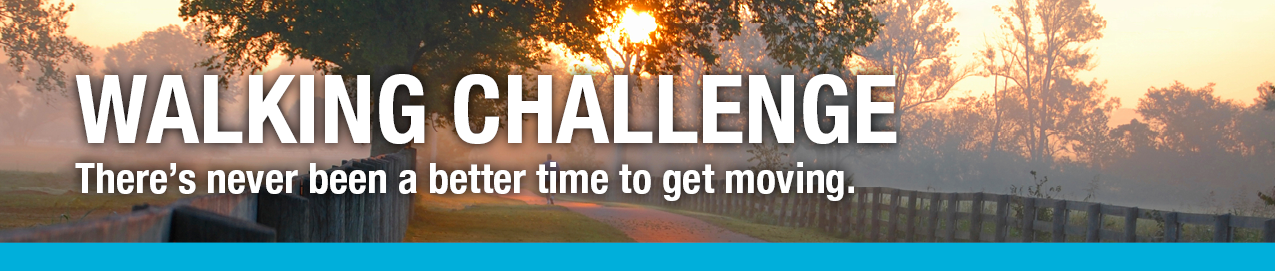 WALKING CHALLENGE
There’s never been a better time to get moving.